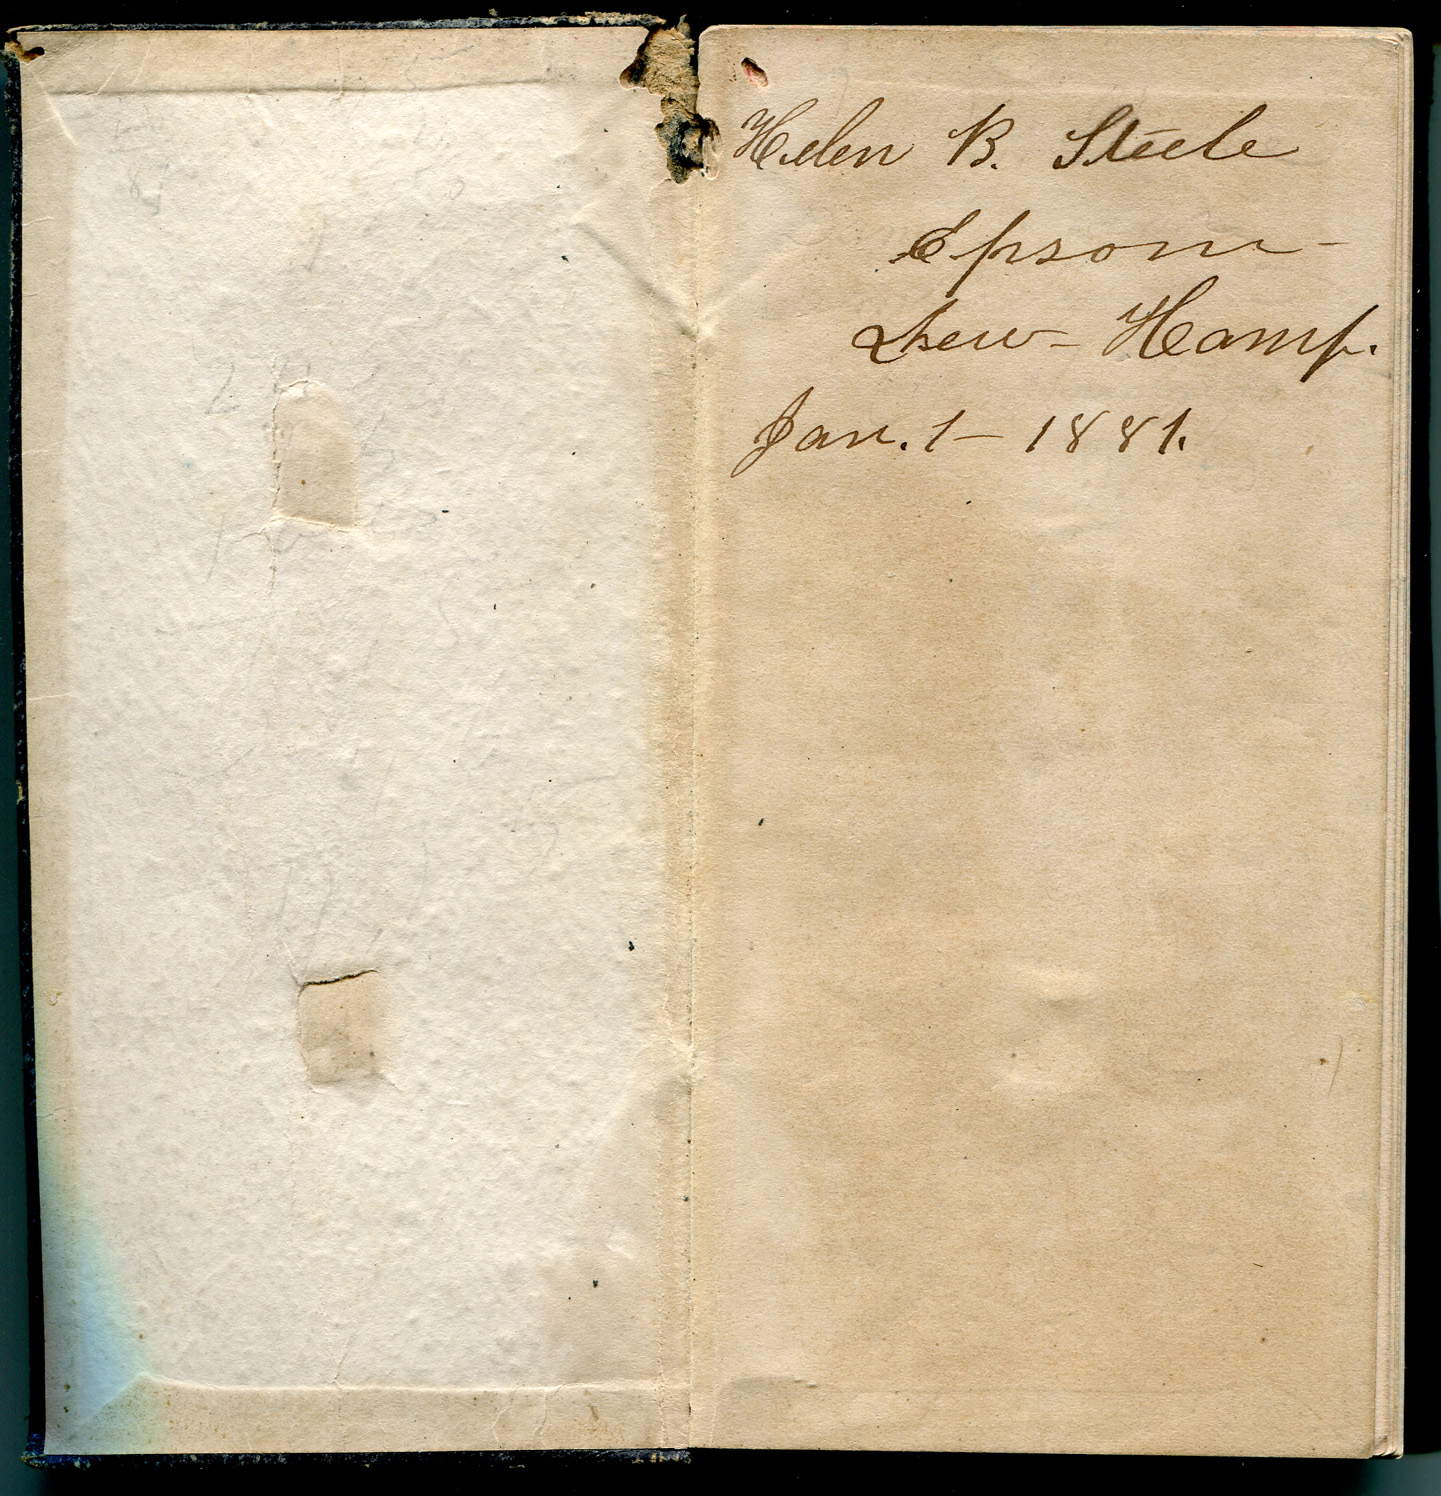 Helen B. Steele
Epsom -
New - Hamp.
Jan. 1 - 1881.